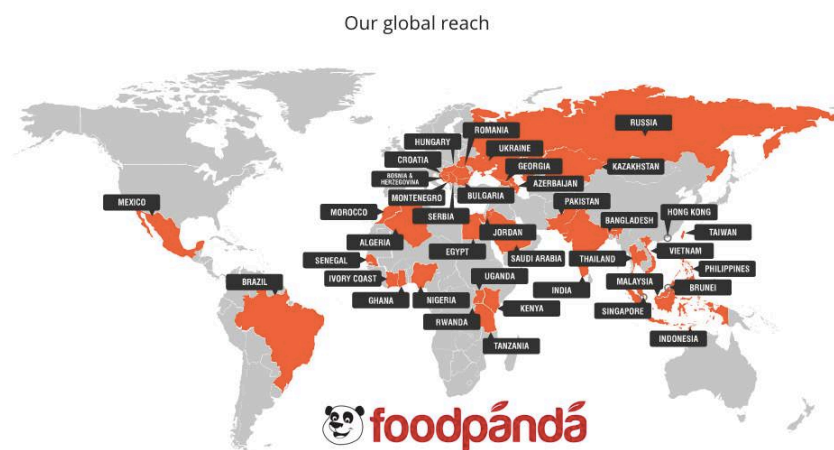 Our global reach
RUSSIA
ROMANIA
HUNGARY
UKRAINE
CROATIA
GEORGIA
KAZAKHSTAN
BOSNIA &
HERZEGOVINA
AZERBAIJAN
MONTENEGRO
BULGARIA
PAKISTAN
MEXICO
MOROCCO
SERBIA
BANGLADESH
HONG KONG
JORDAN
TAIWAN
ALGERIA
EGYPT
SAUDI ARABIA
THAILAND
VIETNAM
SENEGAL
PHILIPPINES
IVORY COAST
UGANDA
BRAZIL
MALAYSIA
BRUNEI
GHANA
NIGERIA
INDIA
KENYA
SINGAPORE
RWANDA
TANZANIA
INDONESIA
foodpanda